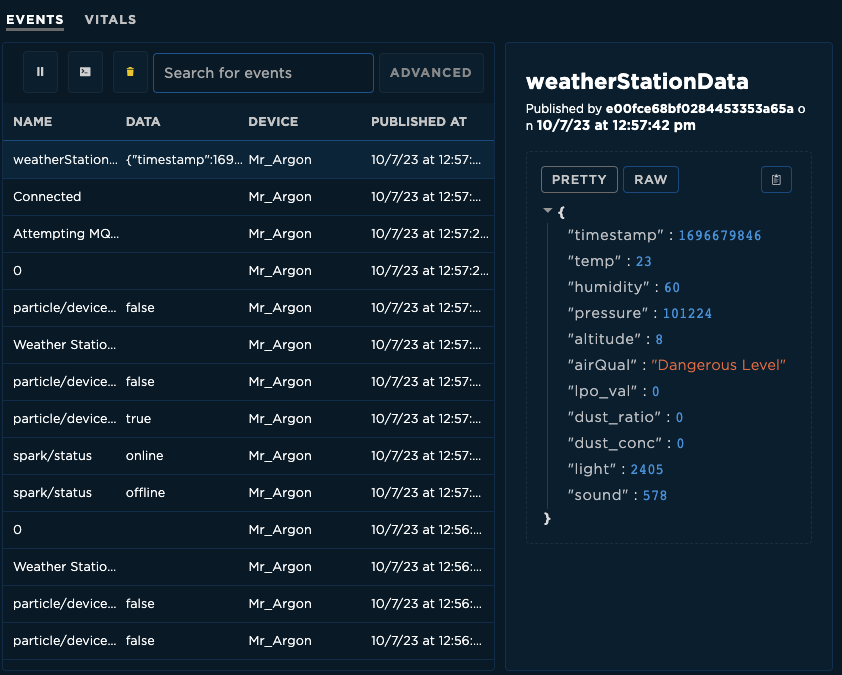 EVENTS VITALS
Search for events ADVANCED
NAME DATA DEVICE PUBLISHED AT
weatherStation... {"timestamp":169... Mr_Argon 10/7/23 at 12:57:...
Connected Mr_Argon 10/7/23 at 12:57:...
Attempting MQ... Mr_Argon 10/7/23 at 12:57:2...
0 Mr_Argon 10/7/23 at 12:57:2...
particle/device... false Mr_Argon 10/7/23 at 12:57:...
Weather Statio... Mr_Argon 10/7/23 at 12:57:...
particle/device... false Mr_Argon 10/7/23 at 12:57:...
particle/device... true Mr_Argon 10/7/23 at 12:57:...
spark/status online Mr_Argon 10/7/23 at 12:57:...
spark/status offline Mr_Argon 10/7/23 at 12:57:...
0 Mr_Argon 10/7/23 at 12:56:...
Weather Statio... Mr_Argon 10/7/23 at 12:56:...
particle/device... false Mr_Argon 10/7/23 at 12:56:...
particle/device... false Mr_Argon 10/7/23 at 12:56:...
weatherStationData
Published by e00fce68bf0284453353a65a o
n 10/7/23 at 12:57:42 pm
PRETTY RAW
{
"timestamp" : 1696679846
"temp" : 23
"humidity" : 60
"pressure" : 101224
"altitude" : 8
"airQual" : "Dangerous Level"
"lpo_val" : 0
"dust_ratio" : 0
"dust_conc" : 0
"light" : 2405
"sound" : 578
}